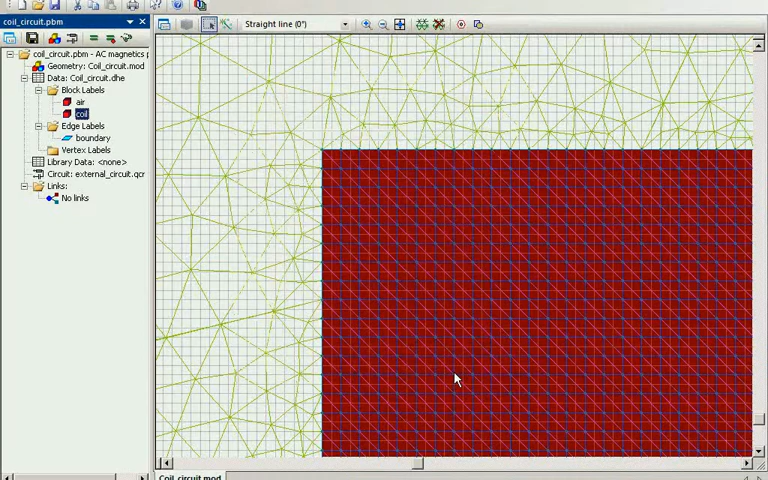 coil_circuit.pbm
Straight line (0°)
coil_circuit.pbm - AC magnetics p
Geometry: Coil_circuit.mod
Data: Coil_circuit.dhe
Block Labels
air
coil
Edge Labels
boundary
Vertex Labels
Library Data: <none>
Circuit: external_circuit.qcr
Links:
No links
Coil_circuit.mod